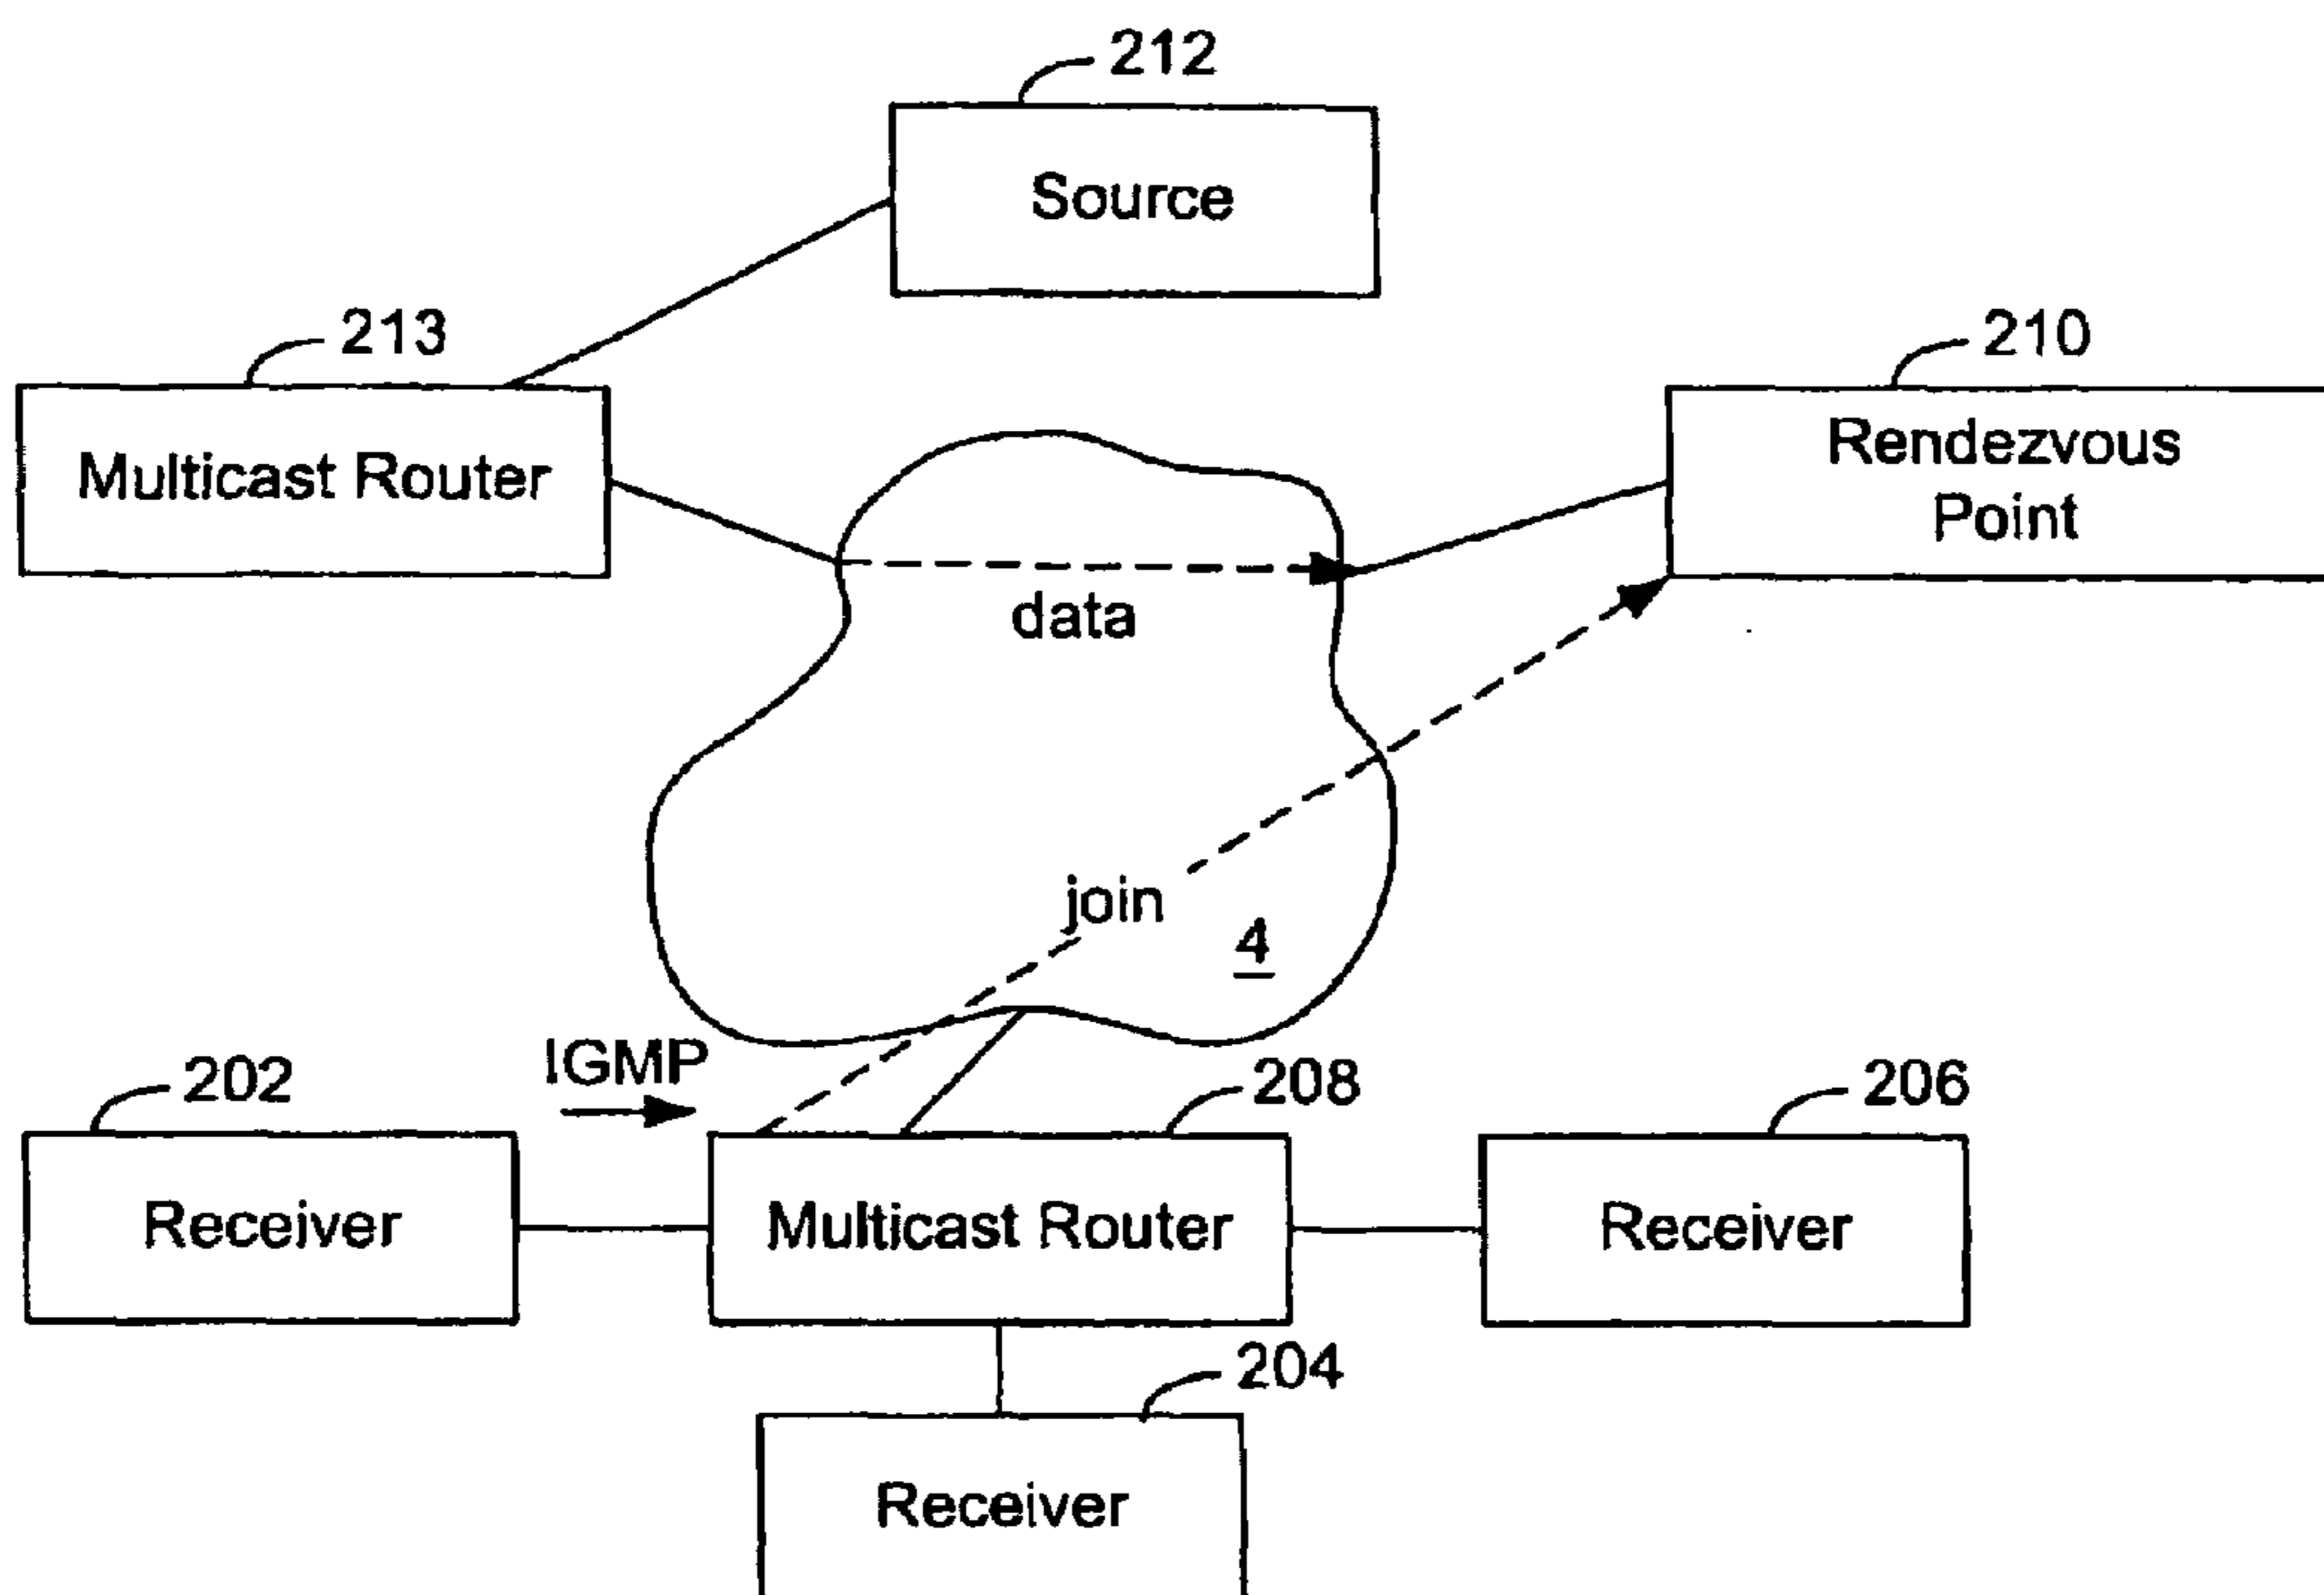 212
Source
213
Multicast Router
210
Rendezvous
Point
data
join
4
IGMP
202
Receiver
208
Multicast Router
206
Receiver
204
Receiver